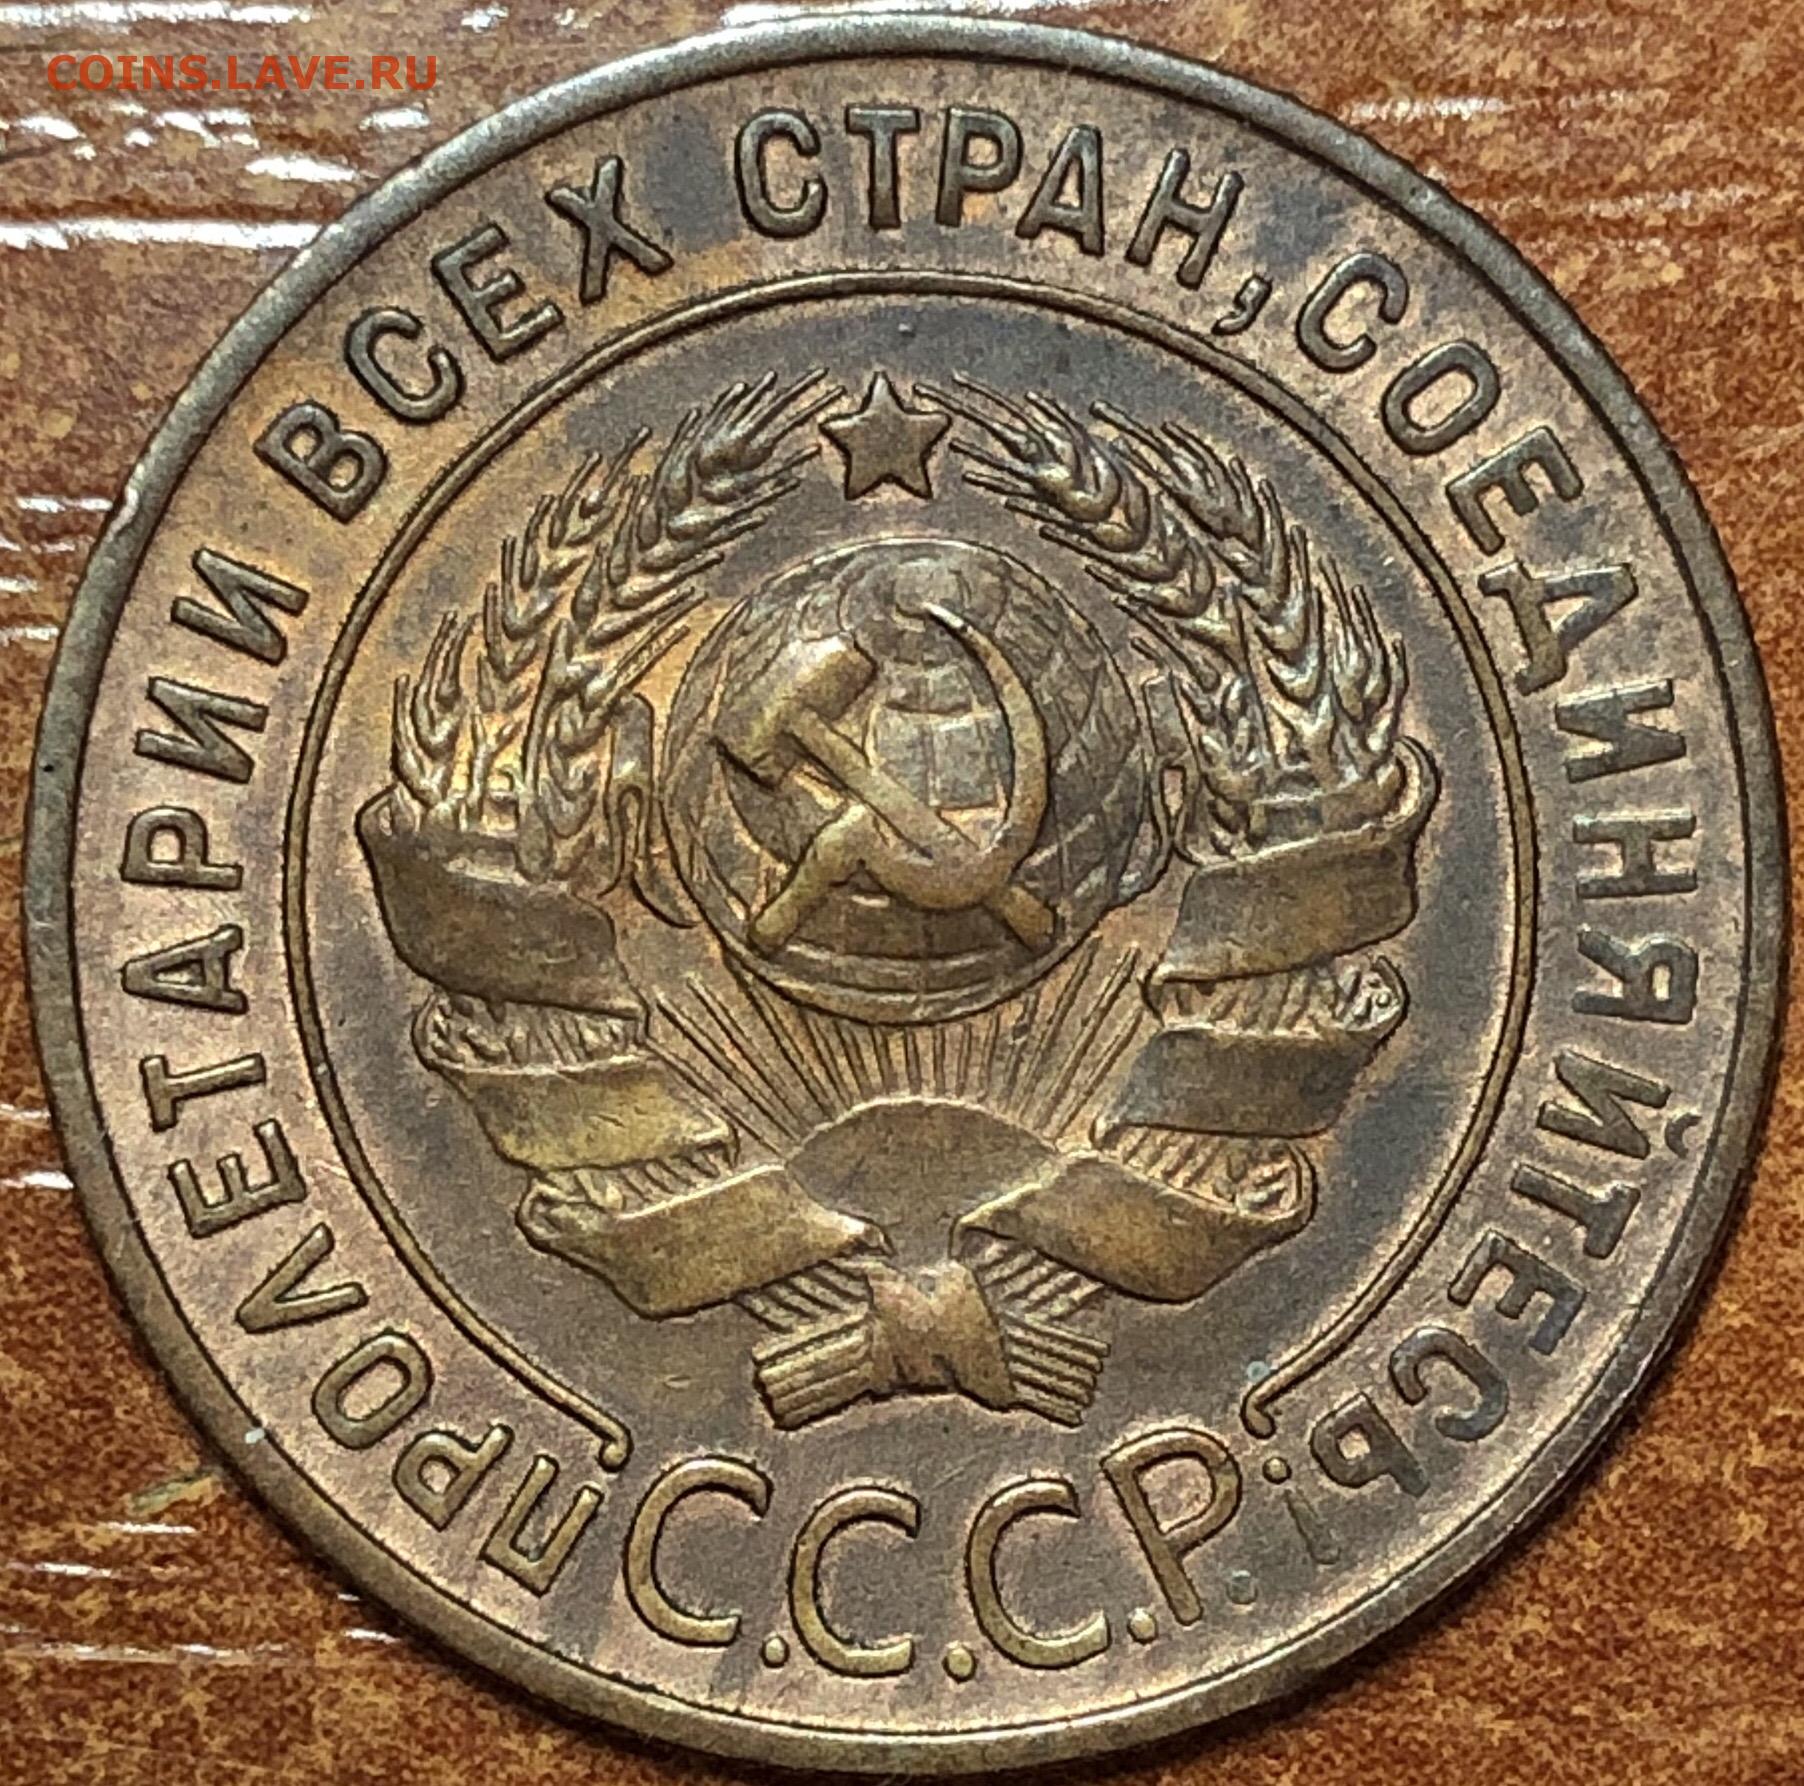 COINS.LAVE.RU
ПРОЛЕТАРИИ ВСЕХ СТРАН, СОЕДИНЯЙТЕСЬ!
С.С.С.Р.